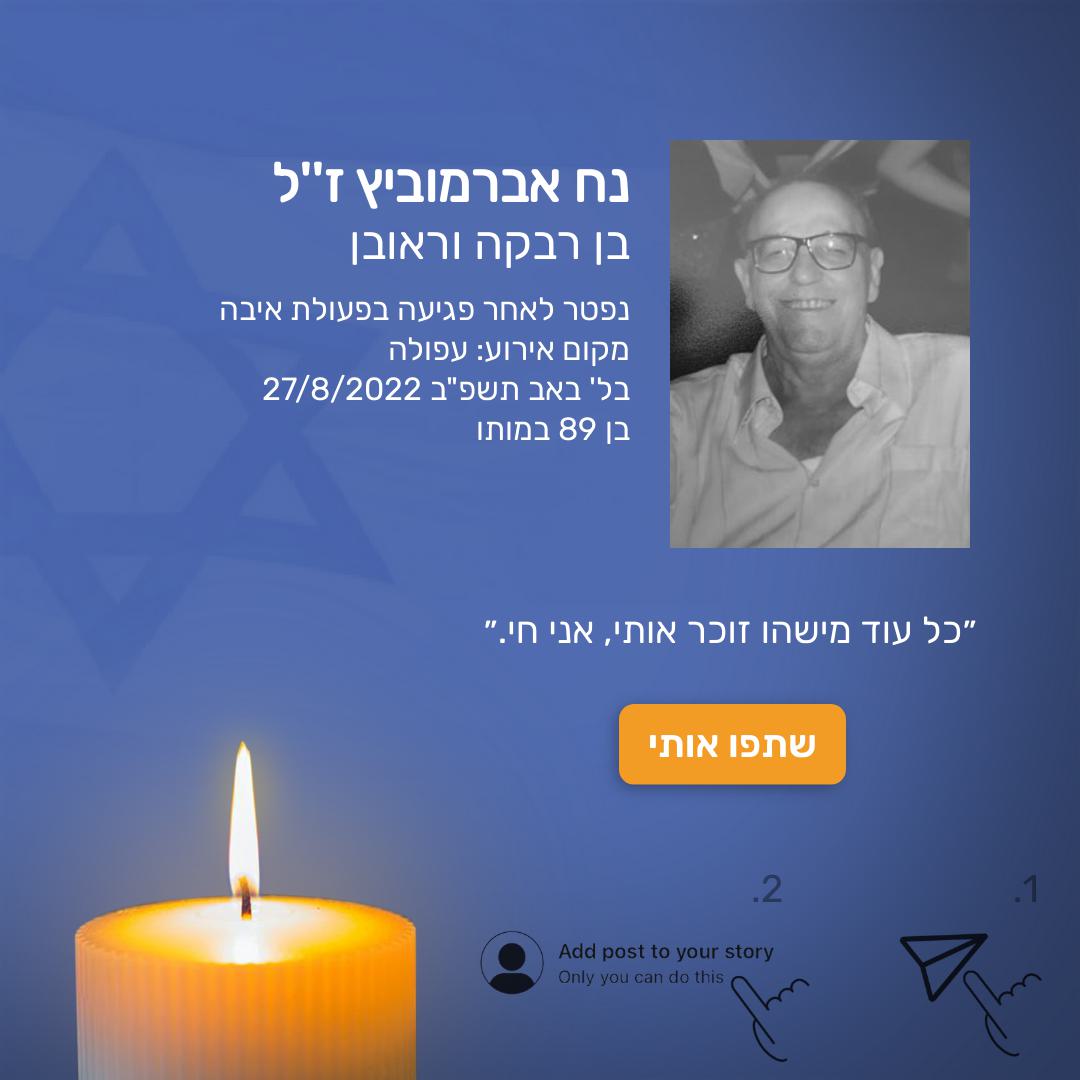 נח אברמוביץ ז"ל
בן רבקה וראובן
נפטר לאחר פגיעה בפעולת איבה
מקום אירוע: עפולה
בל' באב תשפ"ב 27/8/2022
בן 89 במותו
״כל עוד מישהו זוכר אותי, אני חי.״
שתפו אותי
1.
2.
Add post to your story
Only you can do this